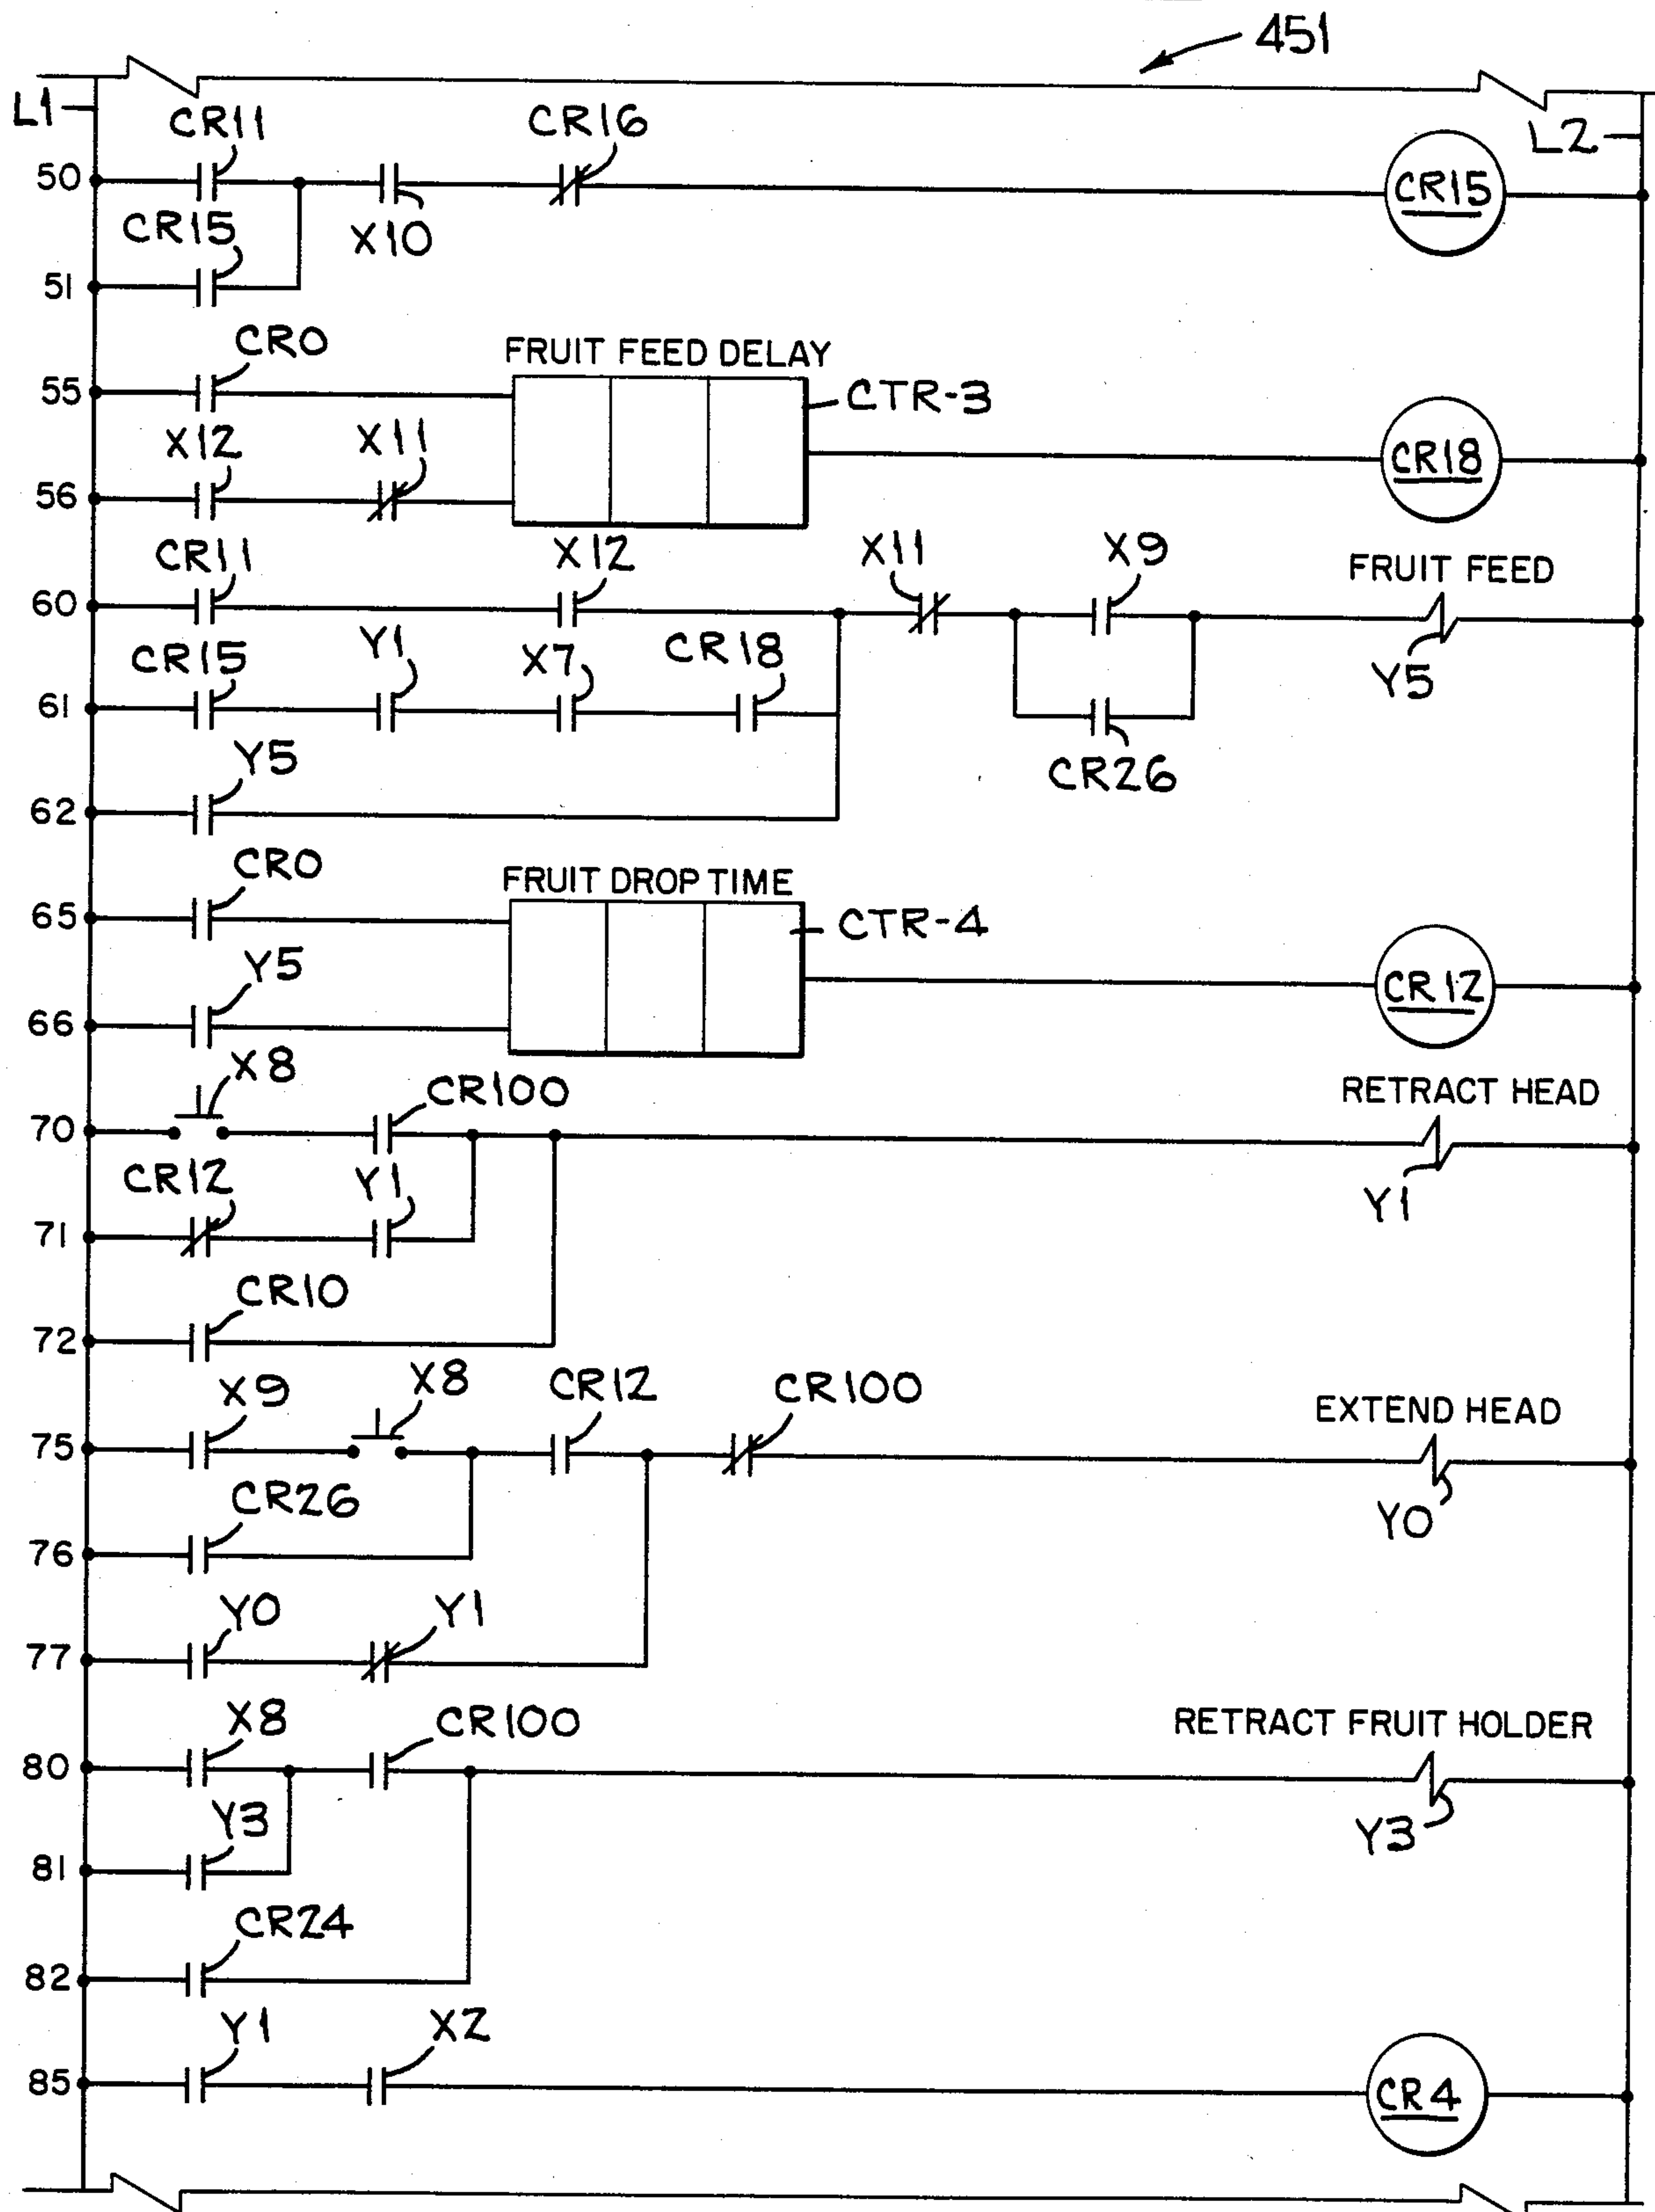 451
L1
L2
CR11
CR16
50
CR15
CR15
X10
51
CR0
FRUIT FEED DELAY
55
CTR-3
X12
X11
CR18
56
CR11
X12
X11
X9
FRUIT FEED
60
CR15
Y1
X7
CR18
Y5
61
Y5
CR26
62
CR0
FRUIT DROP TIME
65
CTR-4
Y5
CR12
66
X8
CR100
RETRACT HEAD
70
CR12
Y1
Y1
71
CR10
72
X9
X8
CR12
CR100
EXTEND HEAD
75
CR26
Y0
76
Y0
Y1
77
X8
CR100
RETRACT FRUIT HOLDER
80
Y3
Y3
81
CR24
82
Y1
X2
85
CR4